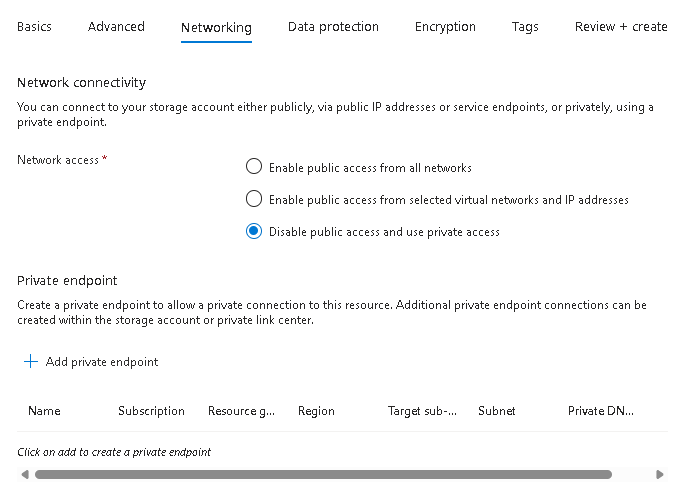 Basics Advanced Networking Data protection Encryption Tags Review + create
Network connectivity
You can connect to your storage account either publicly, via public IP addresses or service endpoints, or privately, using a
private endpoint.
Network access *
Enable public access from all networks
Enable public access from selected virtual networks and IP addresses
Disable public access and use private access
Private endpoint
Create a private endpoint to allow a private connection to this resource. Additional private endpoint connections can be
created within the storage account or private link center.
+ Add private endpoint
Name Subscription Resource g... Region Target sub-... Subnet Private DN...
Click on add to create a private endpoint